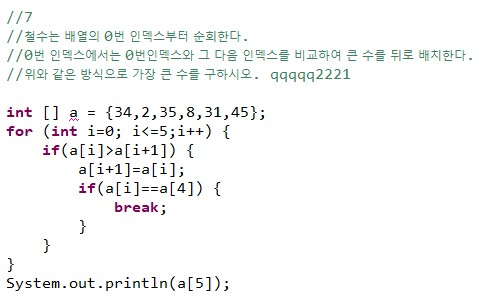 //7
//철수는 배열의 0번 인덱스부터 순회한다.
//0번 인덱스에서는 0번인덱스와 그 다음 인덱스를 비교하여 큰 수를 뒤로 배치한다.
//위와 같은 방식으로 가장 큰 수를 구하시오. qqqqq2221
int [] a = {34,2,35,8,31,45};
for (int i=0; i<=5;i++) {
if(a[i]>a[i+1]) {
a[i+1]=a[i];
if(a[i]==a[4]) {
break;
}
}
}
System.out.println(a[5]);